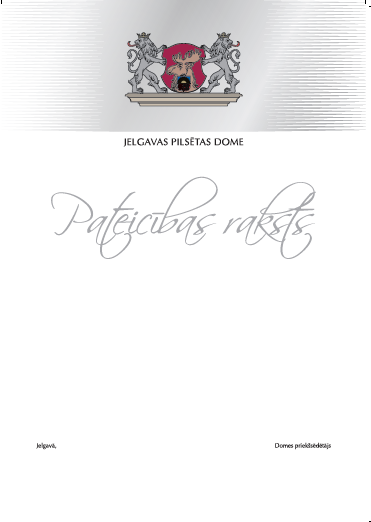 JELGAVAS PILSĒTAS DOME
Pateicības raksts
Jelgavā,
Domes priekšsēdētājs